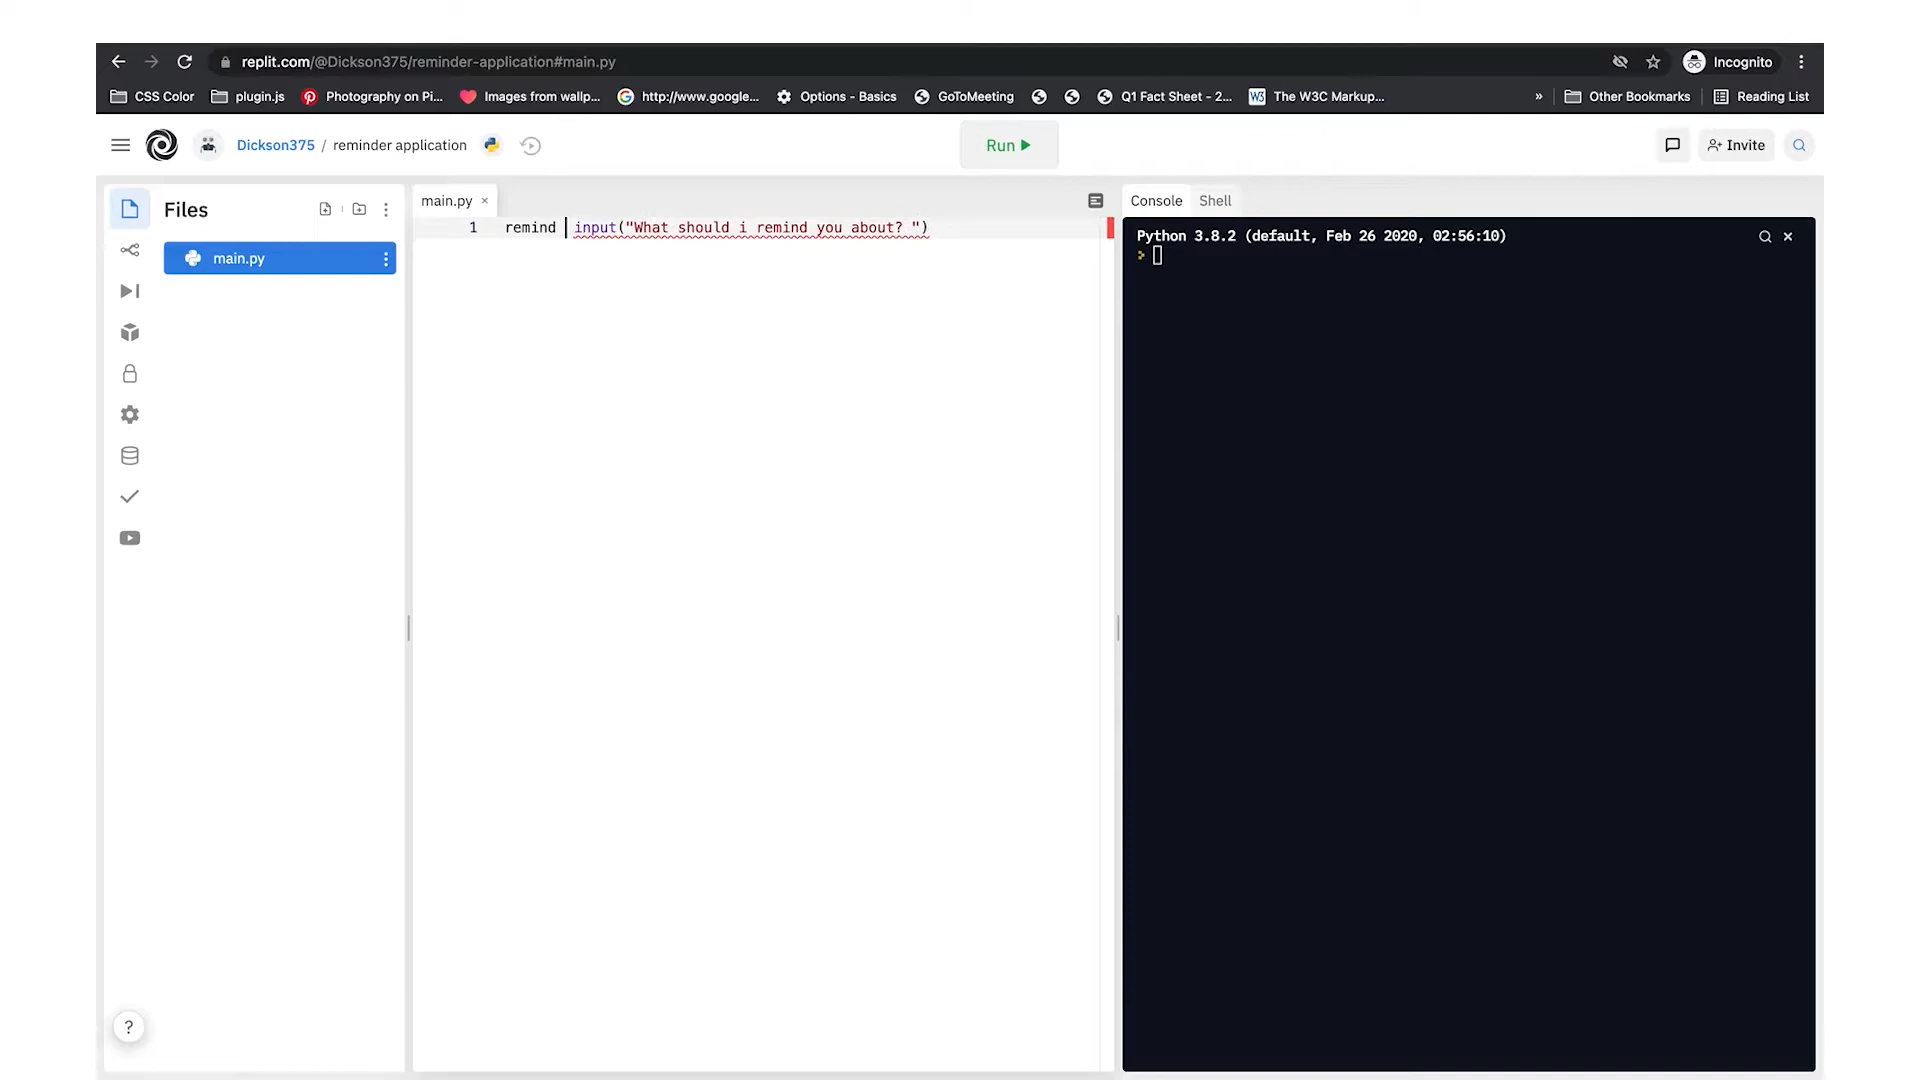 replit.com/@Dickson375/reminder-application#main.py
Incognito
CSS Color
plugin.js
Photography on Pi...
Images from wallp...
http://www.google...
Options - Basics
GoToMeeting
Q1 Fact Sheet - 2...
W3
The W3C Markup...
»
Other Bookmarks
Reading List
Dickson375 / reminder application
Run
Invite
Files
main.py
main.py ×
1 remind input("What should i remind you about? ")
Console
Shell
Python 3.8.2 (default, Feb 26 2020, 02:56:10)
?